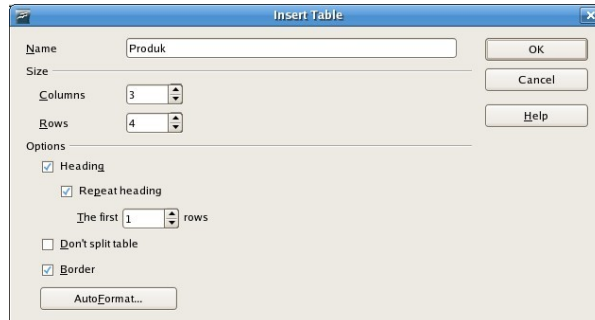 Insert Table
Name Produk OK
Size Cancel
Columns 3
Rows 4 Help
Options
Heading
Repeat heading
The first 1 rows
Don't split table
Border
AutoFormat...